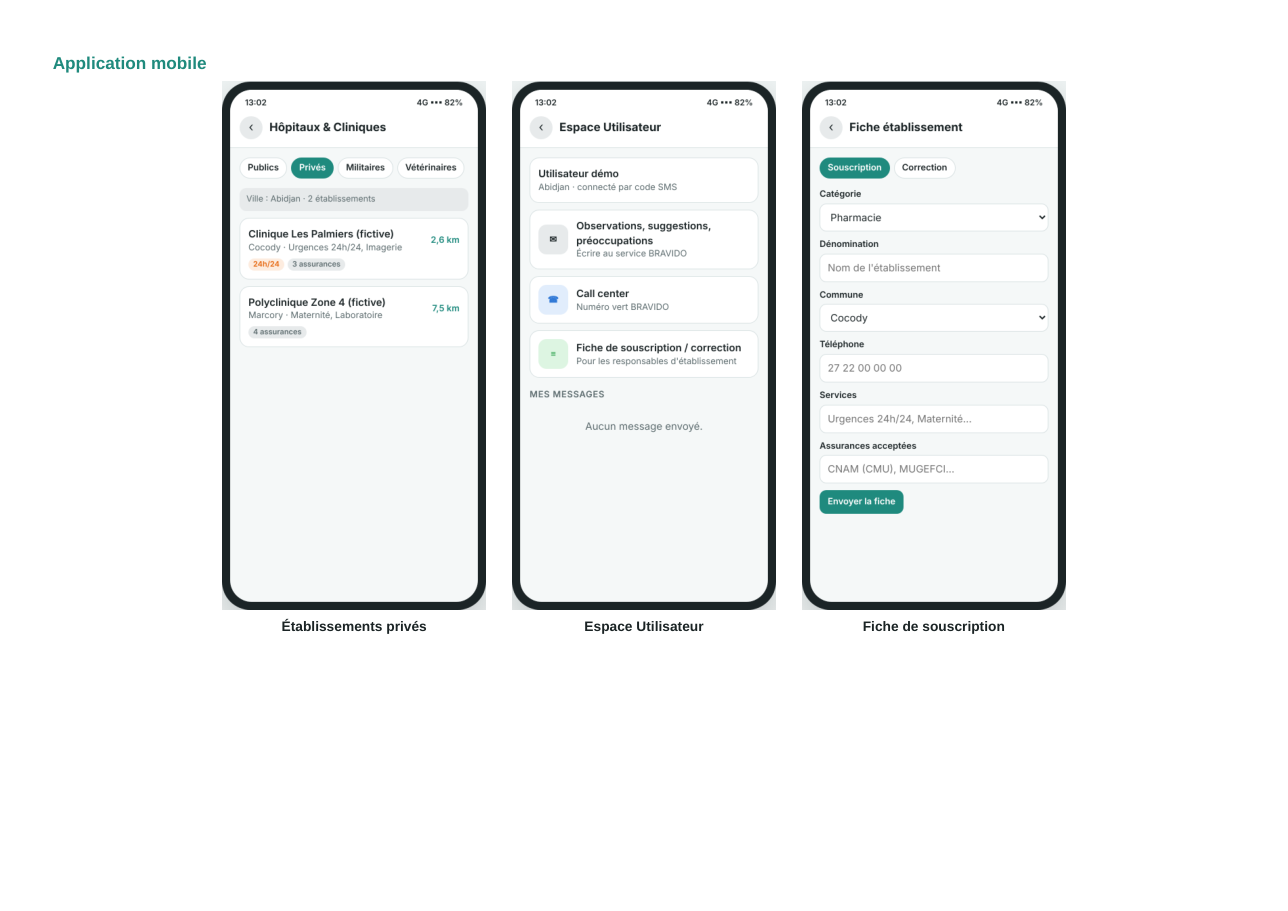 Application mobile
13:02
4G ▪▪▪ 82%
‹
Hôpitaux & Cliniques
Publics
Privés
Militaires
Vétérinaires
Ville : Abidjan · 2 établissements
Clinique Les Palmiers (fictive)
Cocody · Urgences 24h/24, Imagerie
2,6 km
24h/24
3 assurances
Polyclinique Zone 4 (fictive)
Marcory · Maternité, Laboratoire
7,5 km
4 assurances
Établissements privés
13:02
4G ▪▪▪ 82%
‹
Espace Utilisateur
Utilisateur démo
Abidjan · connecté par code SMS
Observations, suggestions,
préoccupations
Écrire au service BRAVIDO
Call center
Numéro vert BRAVIDO
Fiche de souscription / correction
Pour les responsables d'établissement
MES MESSAGES
Aucun message envoyé.
Espace Utilisateur
13:02
4G ▪▪▪ 82%
‹
Fiche établissement
Souscription
Correction
Catégorie
Pharmacie
Dénomination
Nom de l'établissement
Commune
Cocody
Téléphone
27 22 00 00 00
Services
Urgences 24h/24, Maternité...
Assurances acceptées
CNAM (CMU), MUGEFCI...
Envoyer la fiche
Fiche de souscription